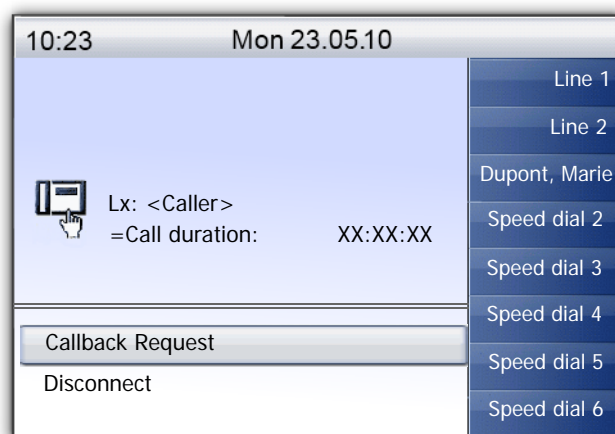 10:23 Mon 23.05.10
Line 1
Line 2
Dupont, Marie
Speed dial 2
Speed dial 3
Speed dial 4
Speed dial 5
Speed dial 6
Lx: <Caller>
=Call duration: XX:XX:XX
Callback Request
Disconnect